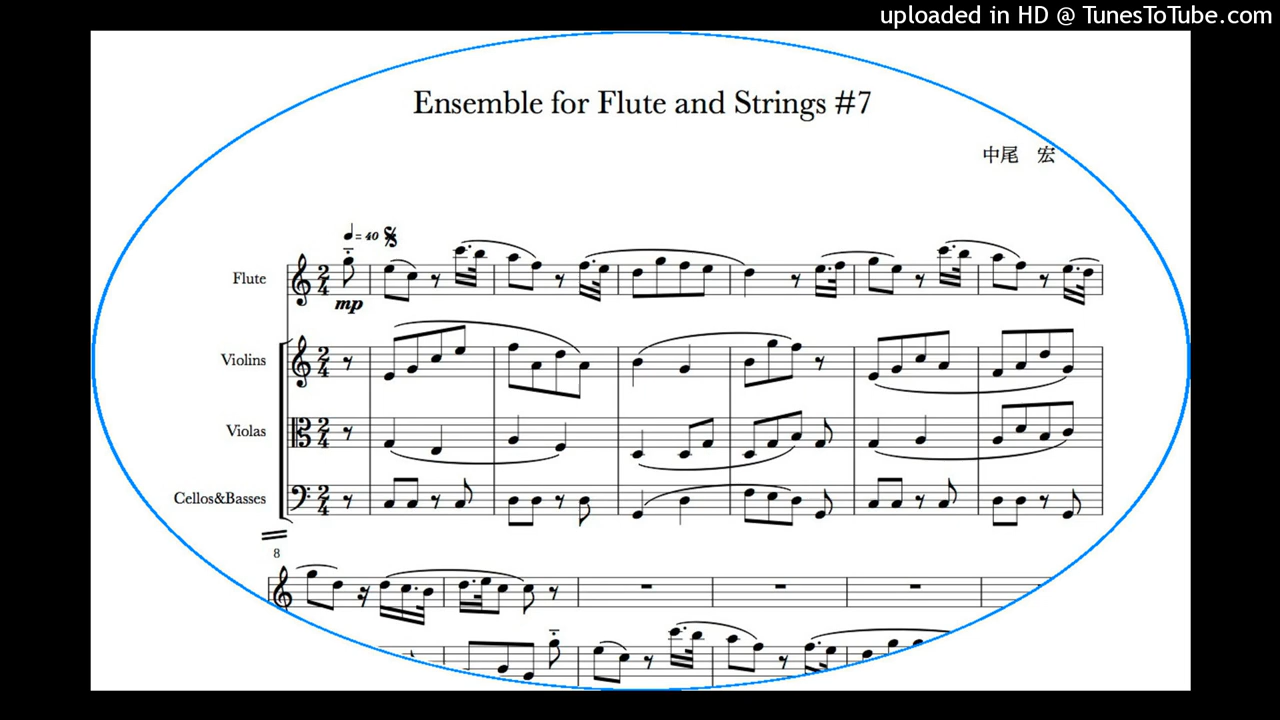 uploaded in HD @ TunesToTube.com
Ensemble for Flute and Strings #7
中尾 宏
= 40
Flute
mp
Violins
Violas
Cellos&Basses
8